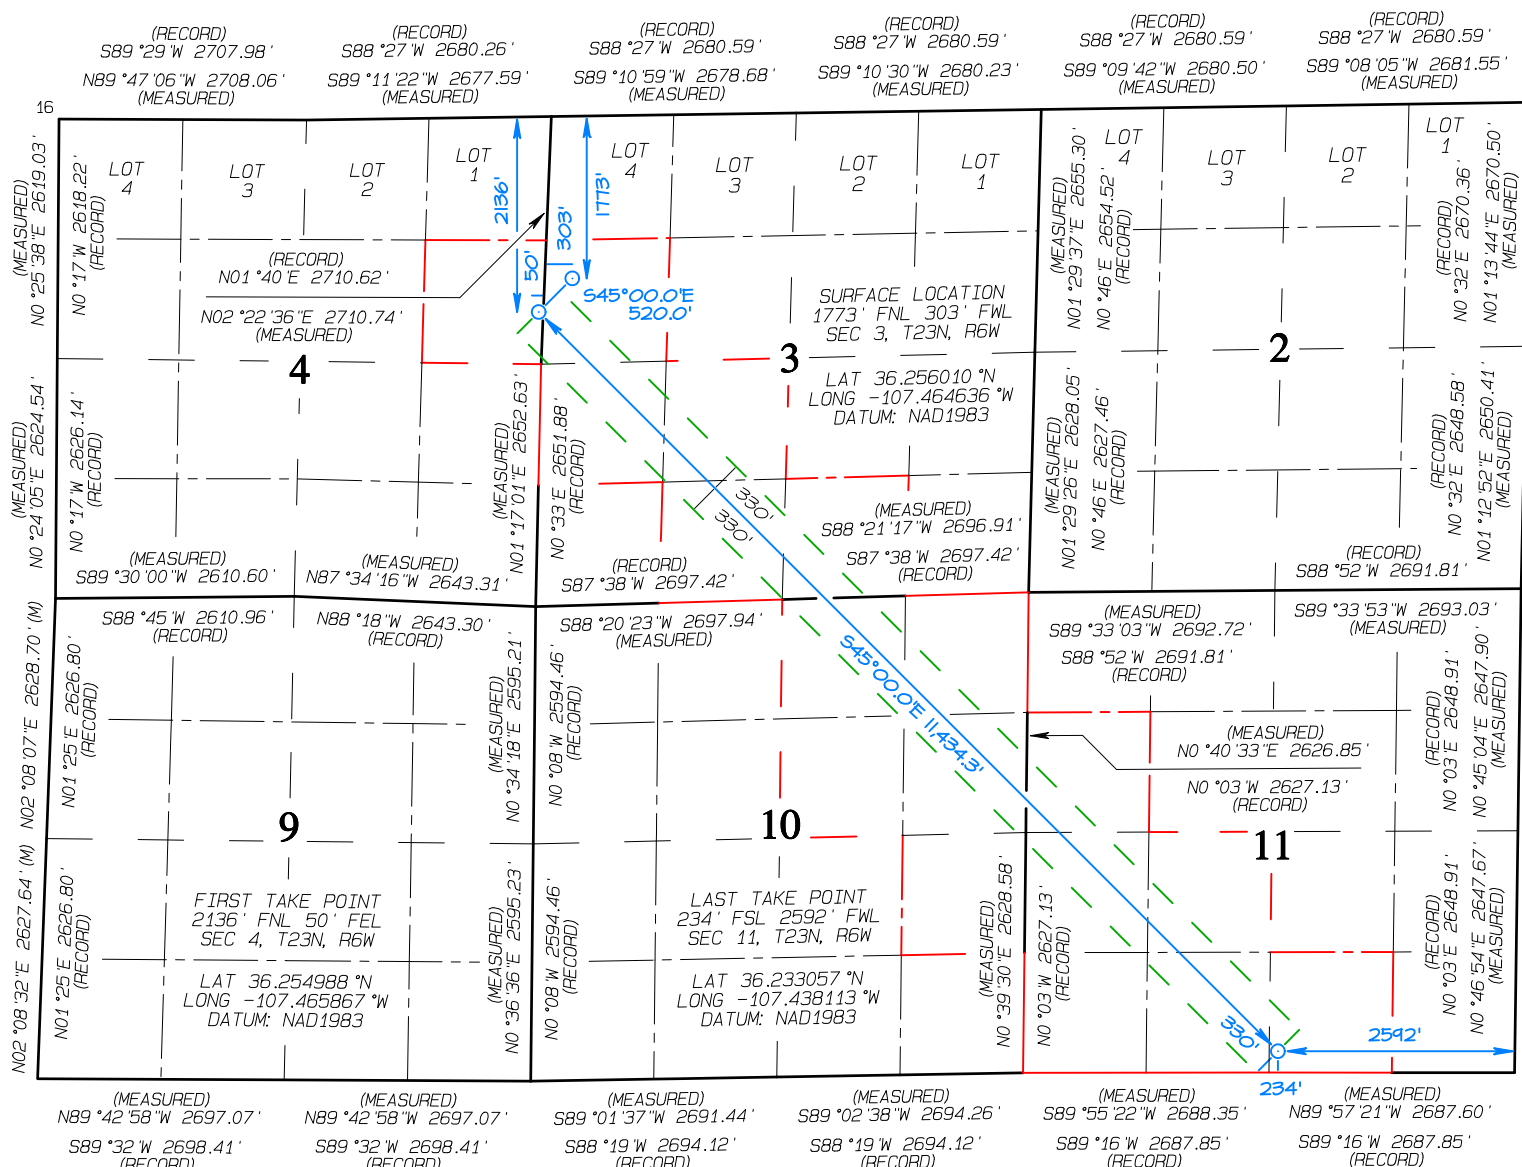 (RECORD)
S89°29'W 2707.98'
N89°47'06"W 2708.06'
(MEASURED)
(RECORD)
S88°27'W 2680.26'
S89°11'22"W 2677.59'
(MEASURED)
(RECORD)
S88°27'W 2680.59'
S89°10'59"W 2678.68'
(MEASURED)
(RECORD)
S88°27'W 2680.59'
S89°10'30"W 2680.23'
(MEASURED)
(RECORD)
S88°27'W 2680.59'
S89°09'42"W 2680.50'
(MEASURED)
(RECORD)
S88°27'W 2680.59'
S89°08'05"W 2681.55'
(MEASURED)
16
(MEASURED)
N0°25'38"E 2619.03'
N0°17'W 2618.22'
(RECORD)
LOT
4
LOT
3
LOT
2
LOT
1
2136'
50'
303'
1773'
LOT
4
LOT
3
LOT
2
LOT
1
(MEASURED)
N01°29'37"E 2655.30'
N0°46'E 2654.52'
(RECORD)
LOT
4
LOT
3
LOT
2
LOT
1
(RECORD)
N0°32'E 2670.36'
N01°13'44"E 2670.50'
(MEASURED)
(RECORD)
N01°40'E 2710.62'
N02°22'36"E 2710.74'
(MEASURED)
4
S45°00.0'E
520.0'
SURFACE LOCATION
1773' FNL 303' FWL
SEC 3, T23N, R6W
3
LAT 36.256010°N
LONG -107.464636°W
DATUM: NAD1983
2
(MEASURED)
N0°24'05"E 2624.54'
N0°17'W 2626.14'
(RECORD)
(MEASURED)
N01°17'01"E 2652.63'
N0°33'E 2651.88'
(RECORD)
330'
330'
(MEASURED)
N01°29'26"E 2628.05'
N0°46'E 2627.46'
(RECORD)
(RECORD)
N0°32'E 2648.58'
N01°12'52"E 2650.41'
(MEASURED)
(MEASURED)
S89°30'00"W 2610.60'
(MEASURED)
N87°34'16"W 2643.31'
(RECORD)
S87°38'W 2697.42'
(MEASURED)
S88°21'17"W 2696.91'
S87°38'W 2697.42'
(RECORD)
(RECORD)
S88°52'W 2691.81'
S88°45'W 2610.96'
(RECORD)
N88°18'W 2643.30'
(RECORD)
S88°20'23"W 2697.94'
(MEASURED)
(MEASURED)
S89°33'03"W 2692.72'
S88°52'W 2691.81'
(RECORD)
S89°33'53"W 2693.03'
(MEASURED)
N02°08'07"E 2628.70' (M)
N01°25'E 2626.80'
(RECORD)
9
(MEASURED)
N0°34'18"E 2595.21'
N0°08'W 2594.46'
(RECORD)
10
S45°00.0'E 11,434.3'
(MEASURED)
N0°40'33"E 2626.85'
N0°03'W 2627.13'
(RECORD)
11
(RECORD)
N0°03'E 2648.91'
N0°45'04"E 2647.90'
(MEASURED)
N02°08'32"E 2627.64' (M)
N01°25'E 2626.80'
(RECORD)
FIRST TAKE POINT
2136' FNL 50' FEL
SEC 4, T23N, R6W
LAT 36.254988°N
LONG -107.465867°W
DATUM: NAD1983
(MEASURED)
N0°36'36"E 2595.23'
N0°08'W 2594.46'
(RECORD)
LAST TAKE POINT
234' FSL 2592' FWL
SEC 11, T23N, R6W
LAT 36.233057°N
LONG -107.438113°W
DATUM: NAD1983
(MEASURED)
N0°39'30"E 2628.58'
N0°03'W 2627.13'
(RECORD)
330'
2592'
234'
(RECORD)
N0°03'E 2648.91'
N0°46'54"E 2647.67'
(MEASURED)
(MEASURED)
N89°42'58"W 2697.07'
S89°32'W 2698.41'
(RECORD)
(MEASURED)
N89°42'58"W 2697.07'
S89°32'W 2698.41'
(RECORD)
(MEASURED)
S89°01'37"W 2691.44'
S88°19'W 2694.12'
(RECORD)
(MEASURED)
S89°02'38"W 2694.26'
S88°19'W 2694.12'
(RECORD)
(MEASURED)
S89°55'22"W 2688.35'
S89°16'W 2687.85'
(RECORD)
(MEASURED)
N89°57'21"W 2687.60'
S89°16'W 2687.85'
(RECORD)